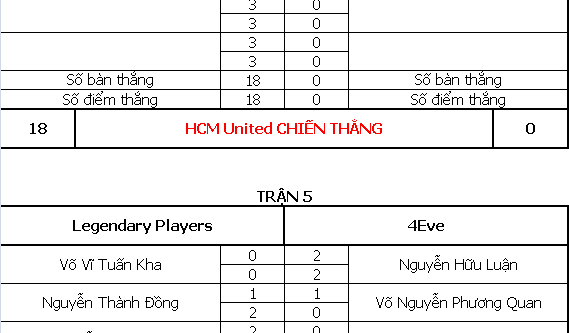 3 0
3 0
3 0
3 0
Số bàn thắng 18 0 Số bàn thắng
Số điểm thắng 18 0 Số điểm thắng
18 HCM United CHIẾN THẮNG 0
TRẬN 5
Legendary Players 4Eve
Võ Vĩ Tuấn Kha 0 2 Nguyễn Hữu Luận
0 2
Nguyễn Thành Đồng 1 1 Võ Nguyễn Phương Quan
2 0
2 0